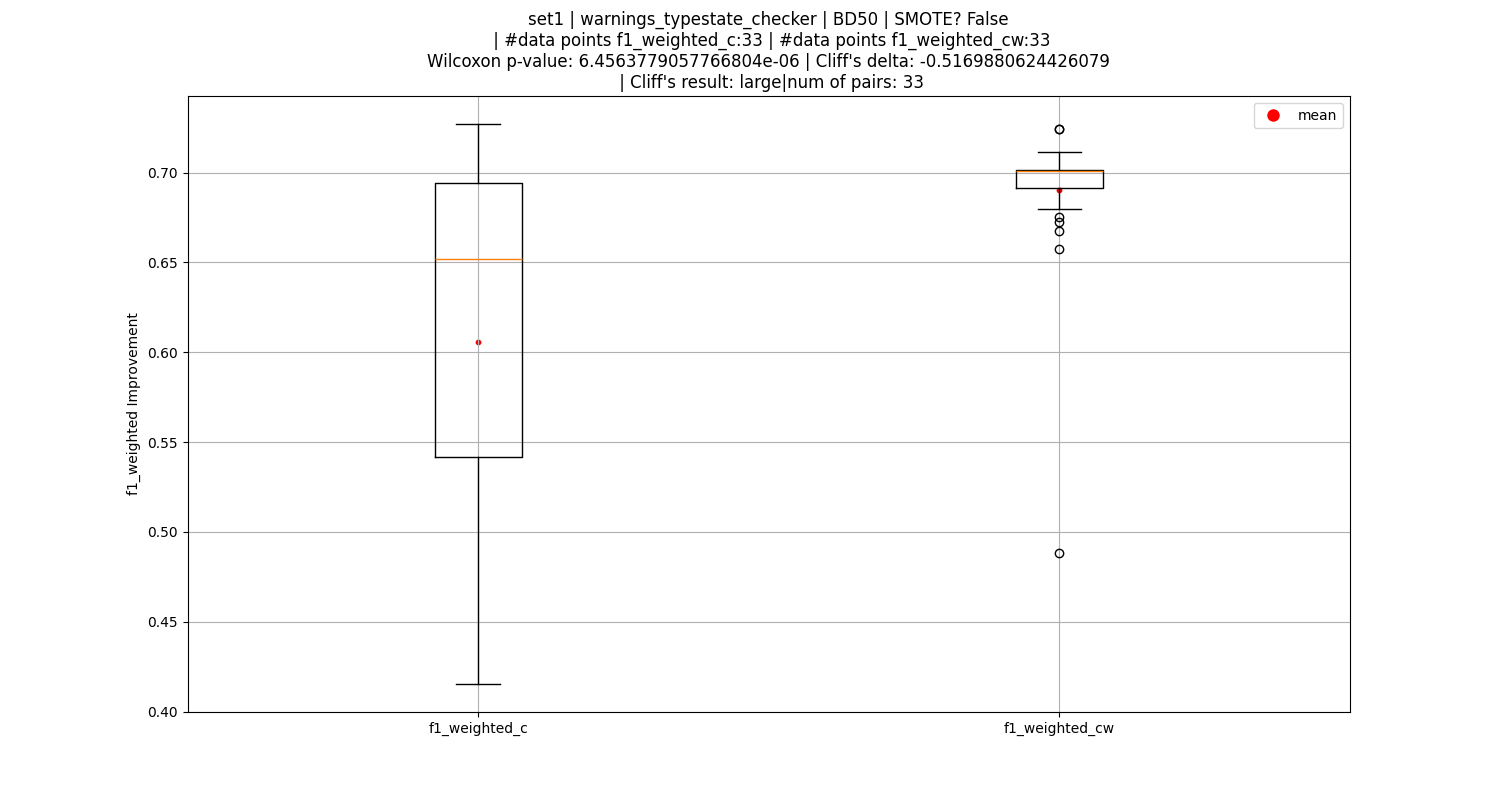 set1 | warnings_typestate_checker | BD50 | SMOTE? False
| #data points f1_weighted_c:33 | #data points f1_weighted_cw:33
Wilcoxon p-value: 6.4563779057766804e-06 | Cliff's delta: -0.5169880624426079
| Cliff's result: large|num of pairs: 33
mean
0.70
0.65
0.60
0.55
0.50
0.45
0.40
f1_weighted Improvement
f1_weighted_c
f1_weighted_cw